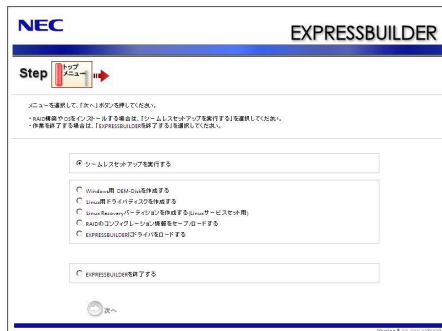 NEC
EXPRESSBUILDER
Step
トップ
メニュー
メニューを選択して、「次へ」ボタンを押してください。
・RAID構築やOSをインストールする場合は、「シームレスセットアップを実行する」を選択してください。
・作業を終了する場合は、「EXPRESSBUILDERを終了する」を選択してください。
シームレスセットアップを実行する
Windows用 OEM-Diskを作成する
Linux用ドライバディスクを作成する
Linux Recoveryパーティションを作成する(Linuxサービスセット用)
RAIDのコンフィグレーション情報をセーブ/ロードする
EXPRESSBUILDERにドライバをロードする
EXPRESSBUILDERを終了する
次へ